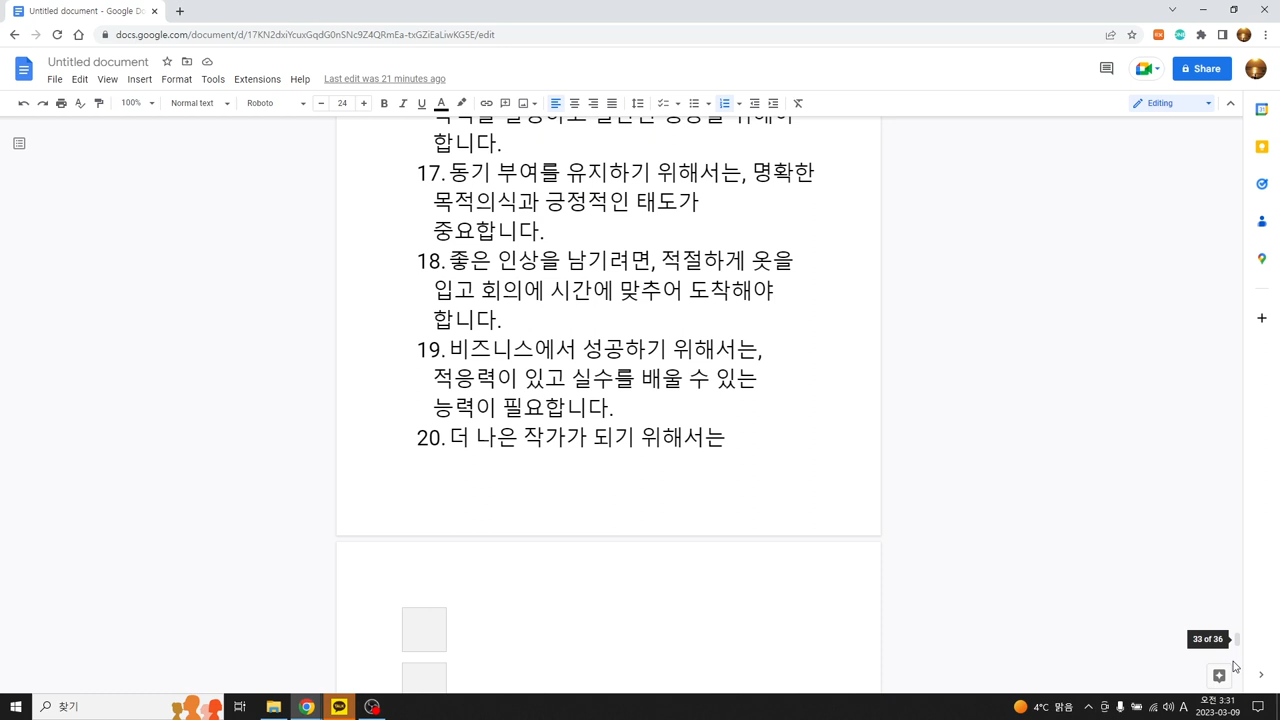 Untitled document - Google Do
docs.google.com/document/d/17KN2dxiYcuxGqdG0nSNc9Z4QRmEa-txGZiEaLiwKG5E/edit
Untitled document
File Edit View Insert Format Tools Extensions Help Last edit was 21 minutes ago
Share
100% Normal text Roboto 24 Editing
합니다.
17. 동기 부여를 유지하기 위해서는, 명확한
목적의식과 긍정적인 태도가
중요합니다.
18. 좋은 인상을 남기려면, 적절하게 옷을
입고 회의에 시간에 맞추어 도착해야
합니다.
19. 비즈니스에서 성공하기 위해서는,
적응력이 있고 실수를 배울 수 있는
능력이 필요합니다.
20. 더 나은 작가가 되기 위해서는
33 of 36
찾기
TALK
4°C 맑음
A
오전 3:31
2023-03-09